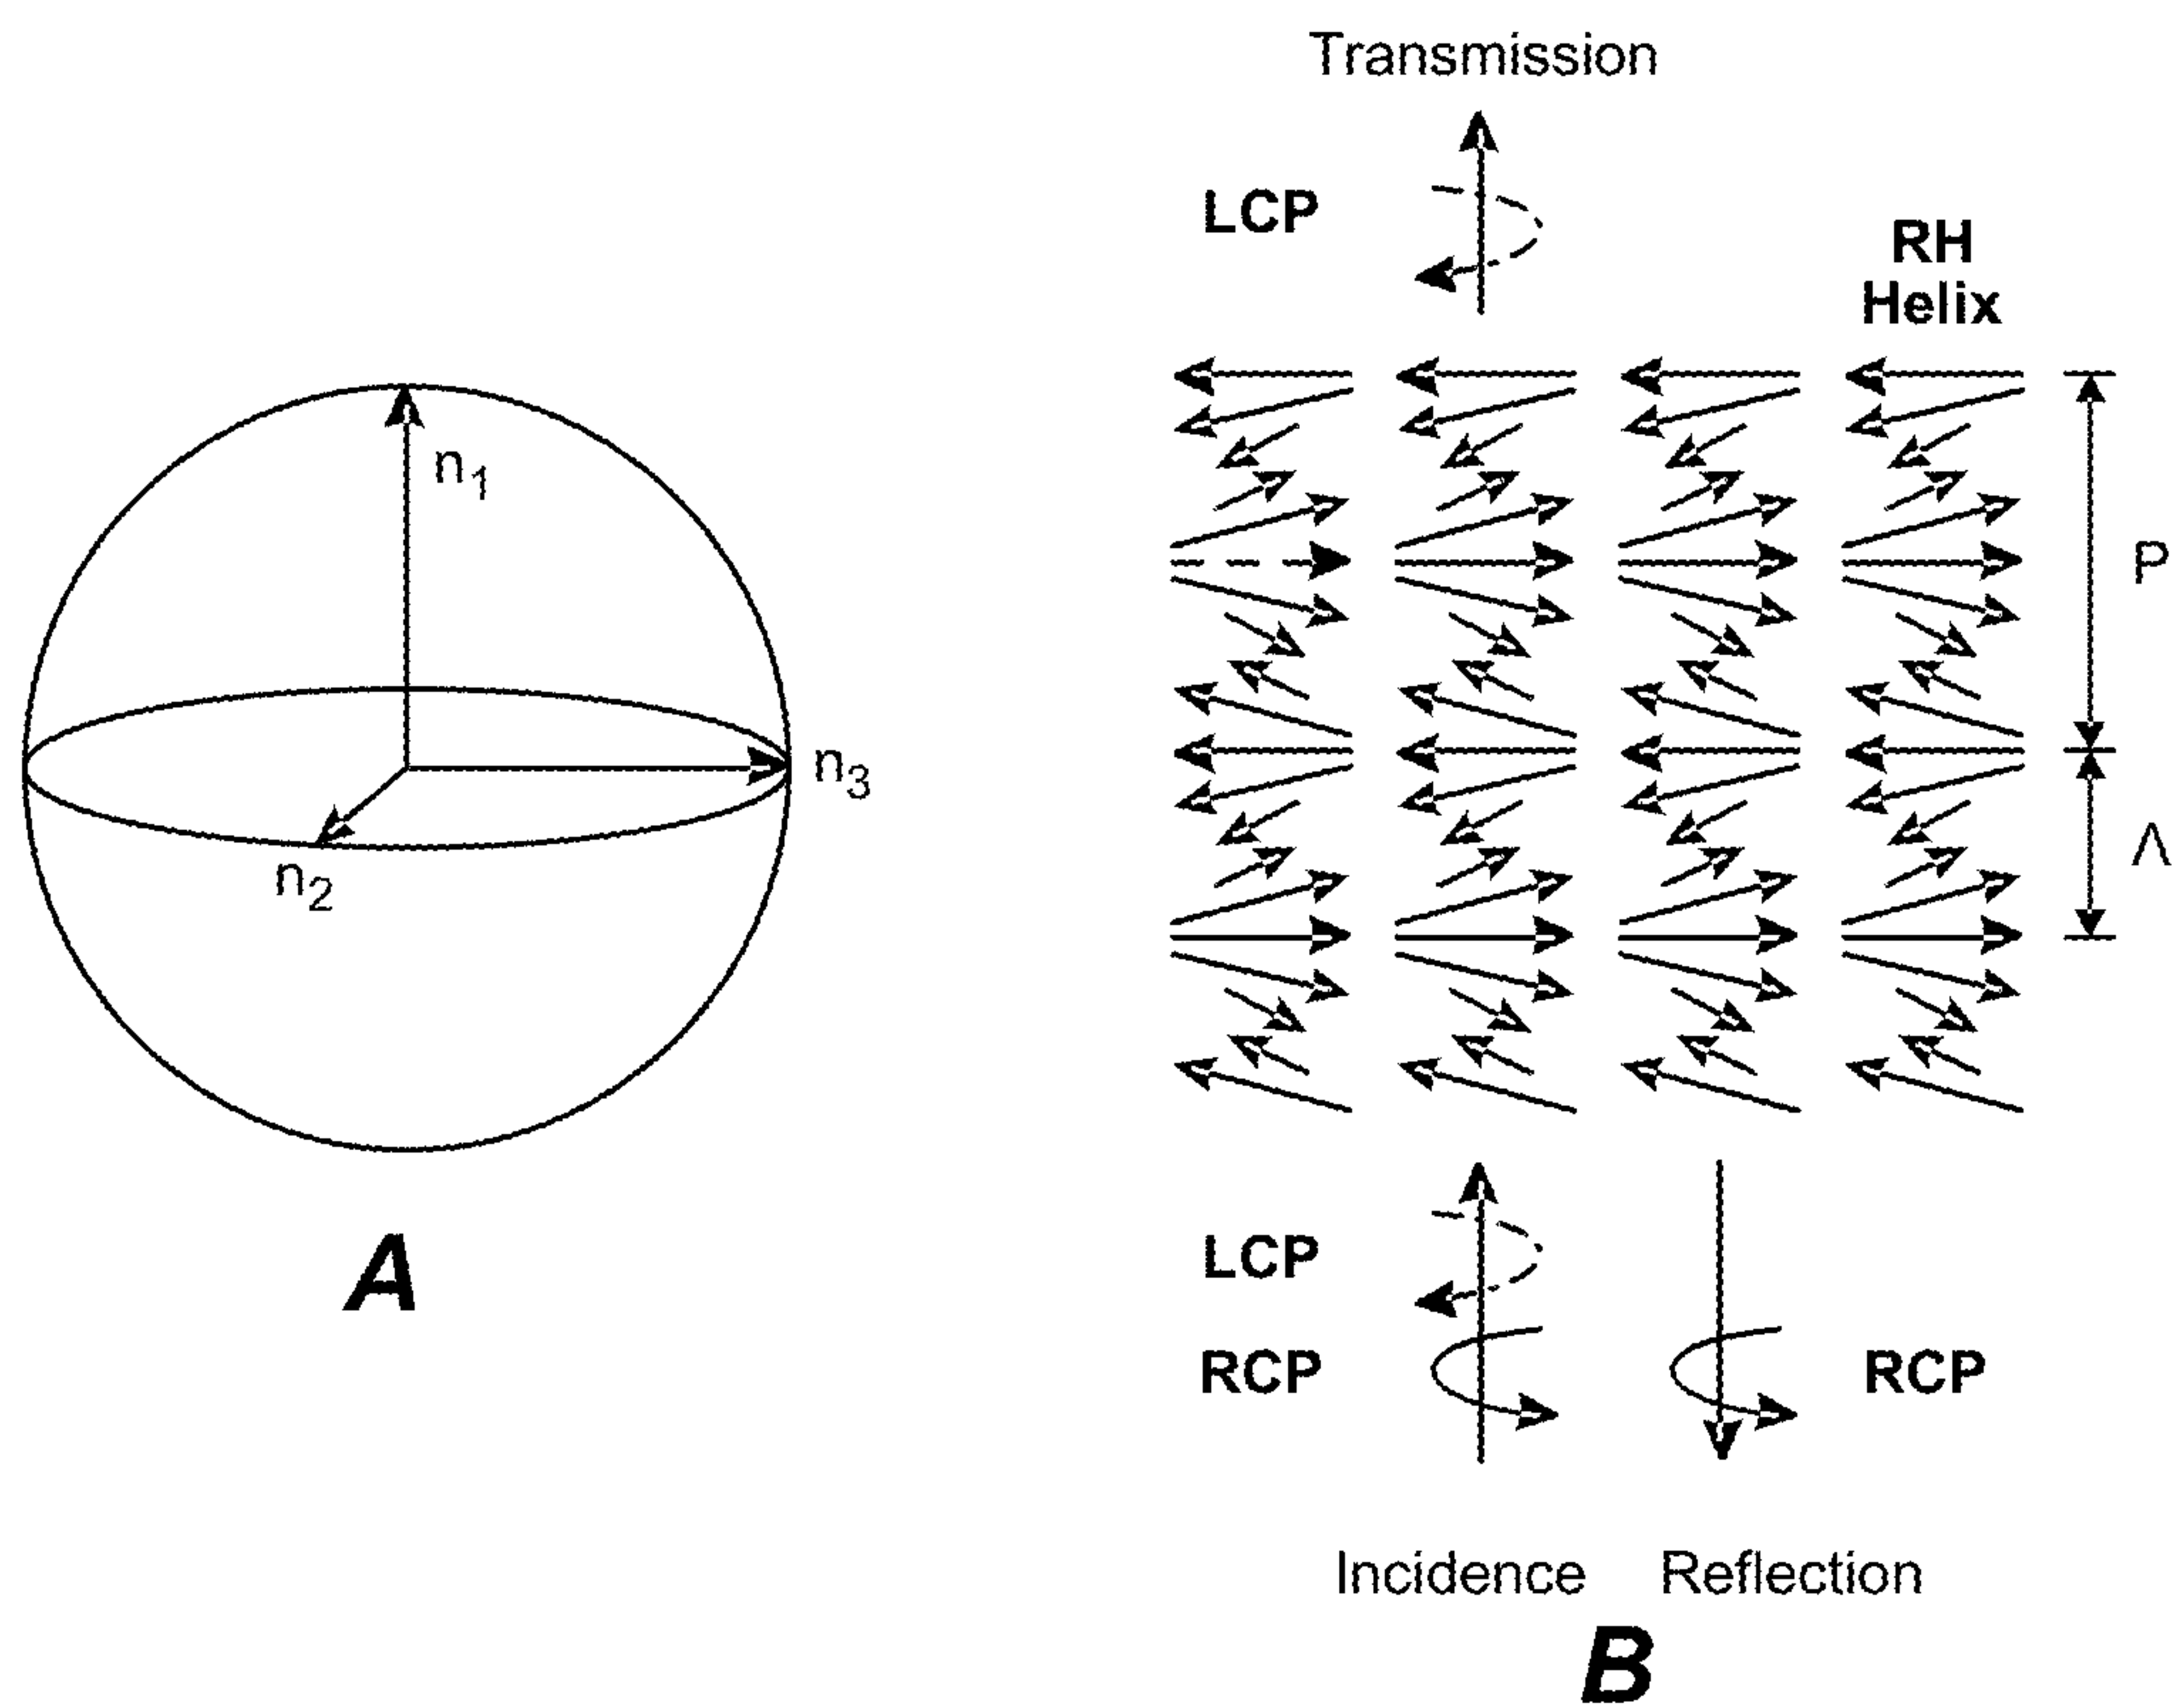 n1
n3
n2
A
Transmission
LCP
RH
Helix
P
Λ
LCP
RCP
RCP
Incidence Reflection
B